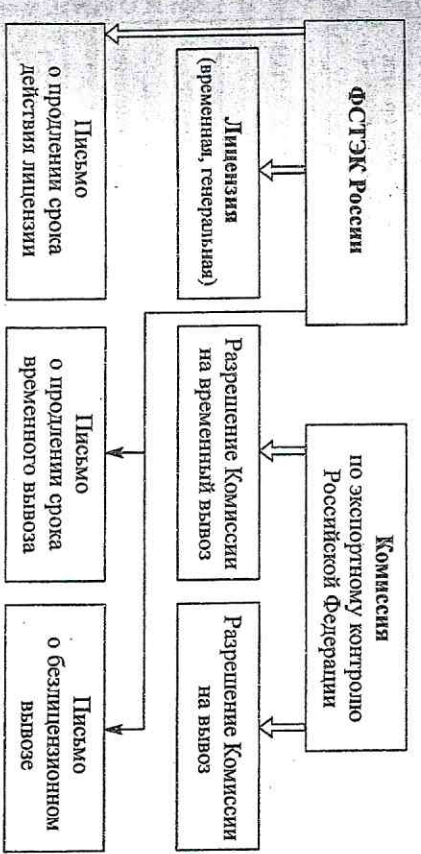 ФСТЭК России
Комиссия
по экспортному контролю
Российской Федерации
Лицензия
(временная, генеральная)
Разрешение Комиссии
на временный вывоз
Разрешение Комиссии
на вывоз
Письмо
о продлении срока
действия лицензии
Письмо
о продлении срока
временного вывоза
Письмо
о безлицензионном
вывозе